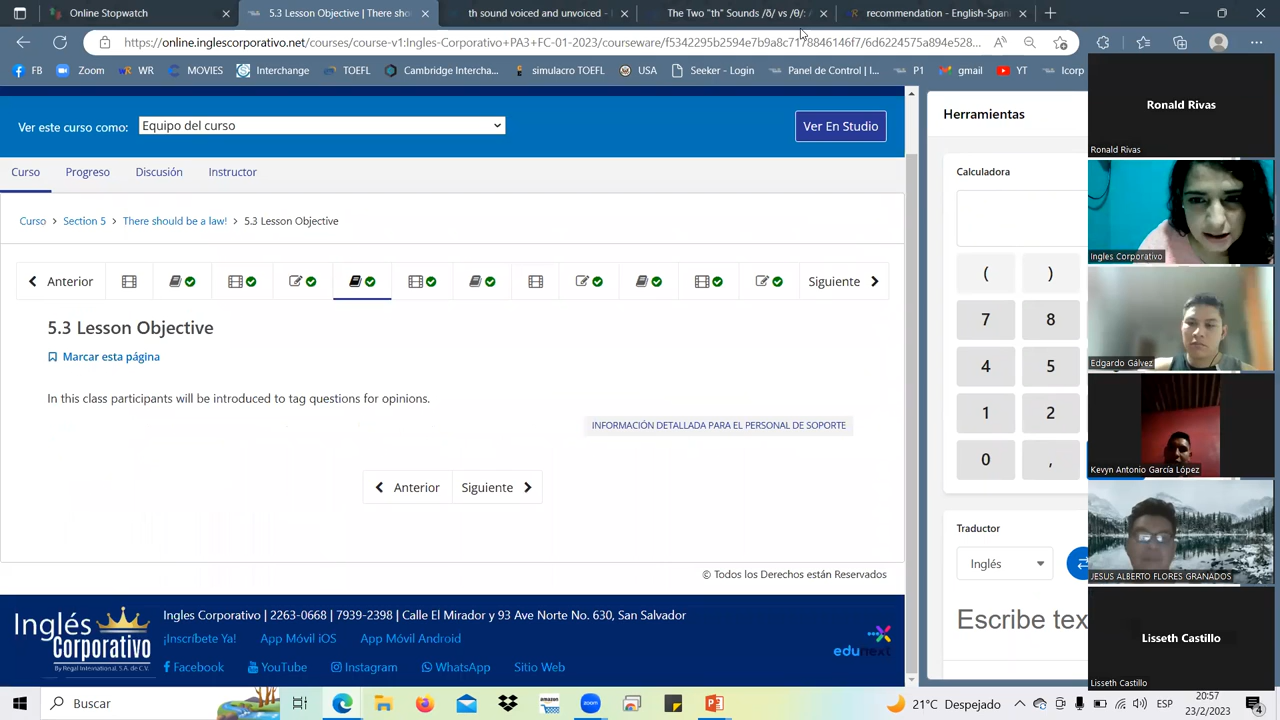 Online Stopwatch
5.3 Lesson Objective | There sho
th sound voiced and unvoiced -
The Two "th" Sounds /ð/ vs /θ/:
recommendation - English-Span
https://online.inglescorporativo.net/courses/course-v1:Ingles-Corporativo+PA3+FC-01-2023/courseware/f5342295b2594e7b9a8c7178846146f7/6d6224575a894e528...
FB
Zoom
WR
MOVIES
Interchange
TOEFL
Cambridge Intercha...
simulacro TOEFL
USA
Seeker - Login
Panel de Control | I...
P1
gmail
YT
Icorp
Ver este curso como:
Equipo del curso
Ver En Studio
Curso
Progreso
Discusión
Instructor
Curso > Section 5 > There should be a law! > 5.3 Lesson Objective
Anterior
Siguiente
5.3 Lesson Objective
Marcar esta página
In this class participants will be introduced to tag questions for opinions.
INFORMACIÓN DETALLADA PARA EL PERSONAL DE SOPORTE
Anterior
Siguiente
© Todos los Derechos están Reservados
Inglés
Corporativo
By Regal International, S.A. de C.V.
Ingles Corporativo | 2263-0668 | 7939-2398 | Calle El Mirador y 93 Ave Norte No. 630, San Salvador
¡Inscríbete Ya!
App Móvil iOS
App Móvil Android
Facebook
YouTube
Instagram
WhatsApp
Sitio Web
edunext
Herramientas
Calculadora
( )
7 8
4 5
1 2
0 ,
Traductor
Inglés
Escribe tex
Ronald Rivas
Ronald Rivas
Ingles Corporativo
Edgardo Gálvez
Kevyn Antonio García López
JESUS ALBERTO FLORES GRANADOS
Lisseth Castillo
Lisseth Castillo
Buscar
amazon
zoom
21°C Despejado
ESP
20:57
23/2/2023
4